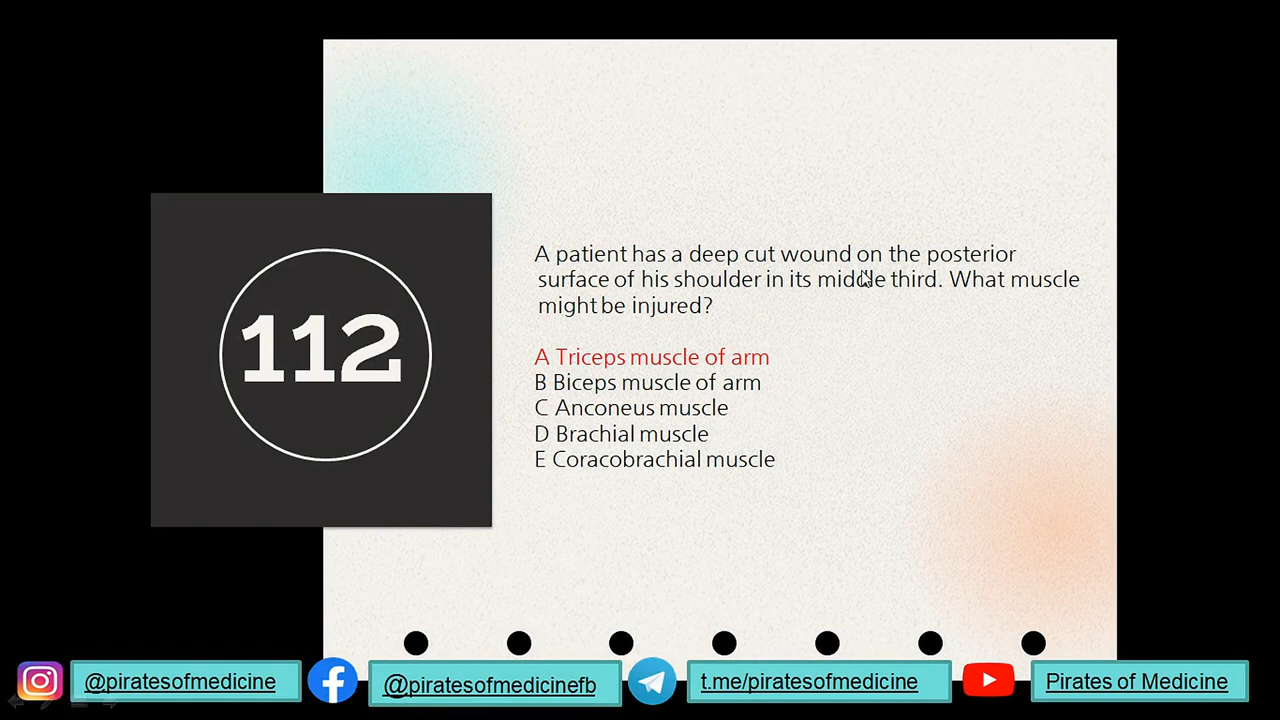 112
A patient has a deep cut wound on the posterior
surface of his shoulder in its middle third. What muscle
might be injured?
A Triceps muscle of arm
B Biceps muscle of arm
C Anconeus muscle
D Brachial muscle
E Coracobrachial muscle
@piratesofmedicine
@piratesofmedicinefb
t.me/piratesofmedicine
Pirates of Medicine